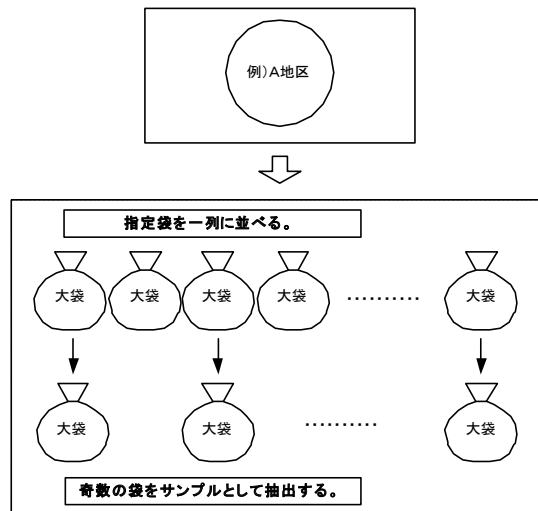 例)A地区
指定袋を一列に並べる。
大袋 大袋 大袋 大袋 ………. 大袋
大袋 大袋 ………. 大袋
奇数の袋をサンプルとして抽出する。